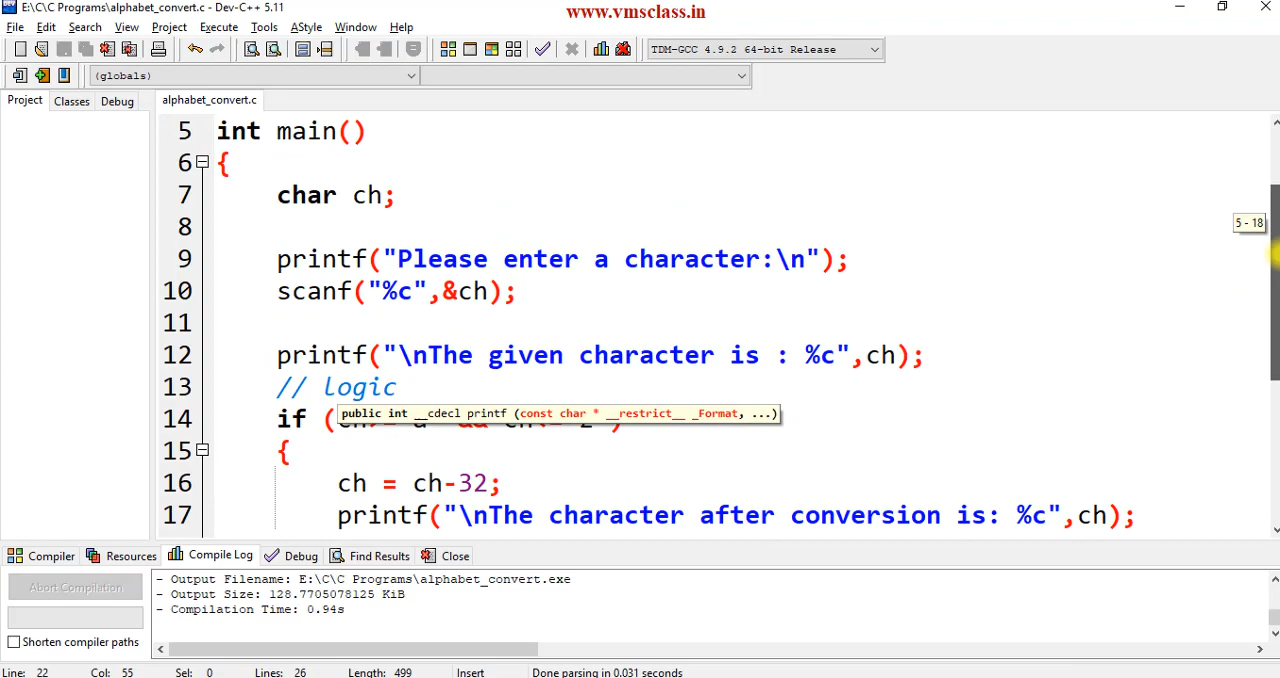 E:\C\C Programs\alphabet_convert.c - Dev-C++ 5.11
www.vmsclass.in
File Edit Search View Project Execute Tools AStyle Window Help
TDM-GCC 4.9.2 64-bit Release
(globals)
Project Classes Debug alphabet_convert.c
5 int main()
6 {
7 char ch;
8
9 printf("Please enter a character:\n");
10 scanf("%c",&ch);
11
12 printf("\nThe given character is : %c",ch);
13 // logic
public int __cdecl printf (const char * __restrict__ _Format, ...)
14 if (
15 {
16 ch = ch-32;
17 printf("\nThe character after conversion is: %c",ch);
5 - 18
Compiler Resources Compile Log Debug Find Results Close
Abort Compilation
Shorten compiler paths
- Output Filename: E:\C\C Programs\alphabet_convert.exe
- Output Size: 128.7705078125 KiB
- Compilation Time: 0.94s
Line: 22 Col: 55 Sel: 0 Lines: 26 Length: 499 Insert Done parsing in 0.031 seconds